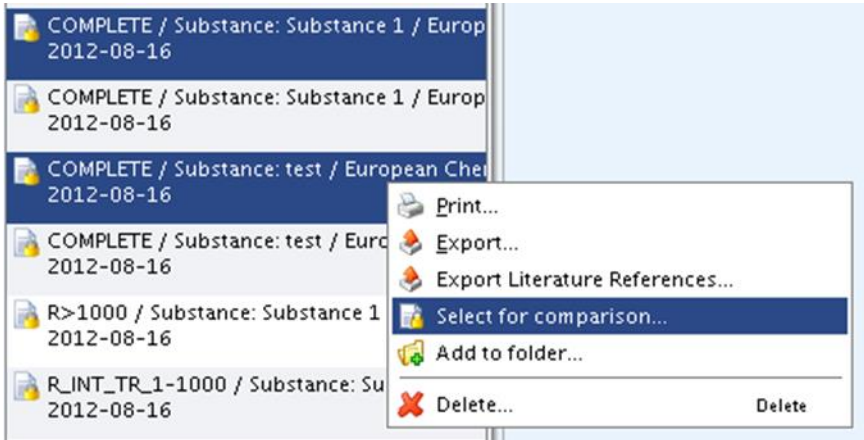 COMPLETE / Substance: Substance 1 / Europ
2012-08-16
COMPLETE / Substance: Substance 1 / Europ
2012-08-16
COMPLETE / Substance: test / European Che
2012-08-16
COMPLETE / Substance: test / Eurc
2012-08-16
R>1000 / Substance: Substance 1
2012-08-16
R_INT_TR_1-1000 / Substance: Su
2012-08-16
Print...
Export...
Export Literature References...
Select for comparison...
Add to folder...
Delete... Delete